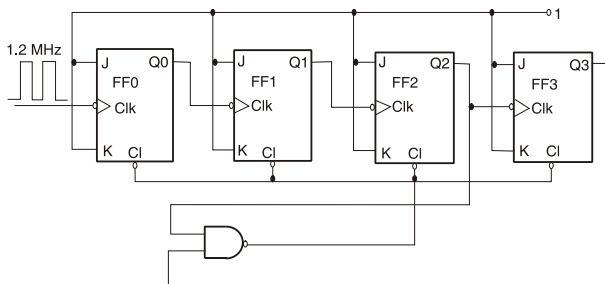 1
1.2 MHz
J Q0 J Q1 J Q2 J Q3
FF0 FF1 FF2 FF3
Clk Clk Clk Clk
K Cl K Cl K Cl K Cl